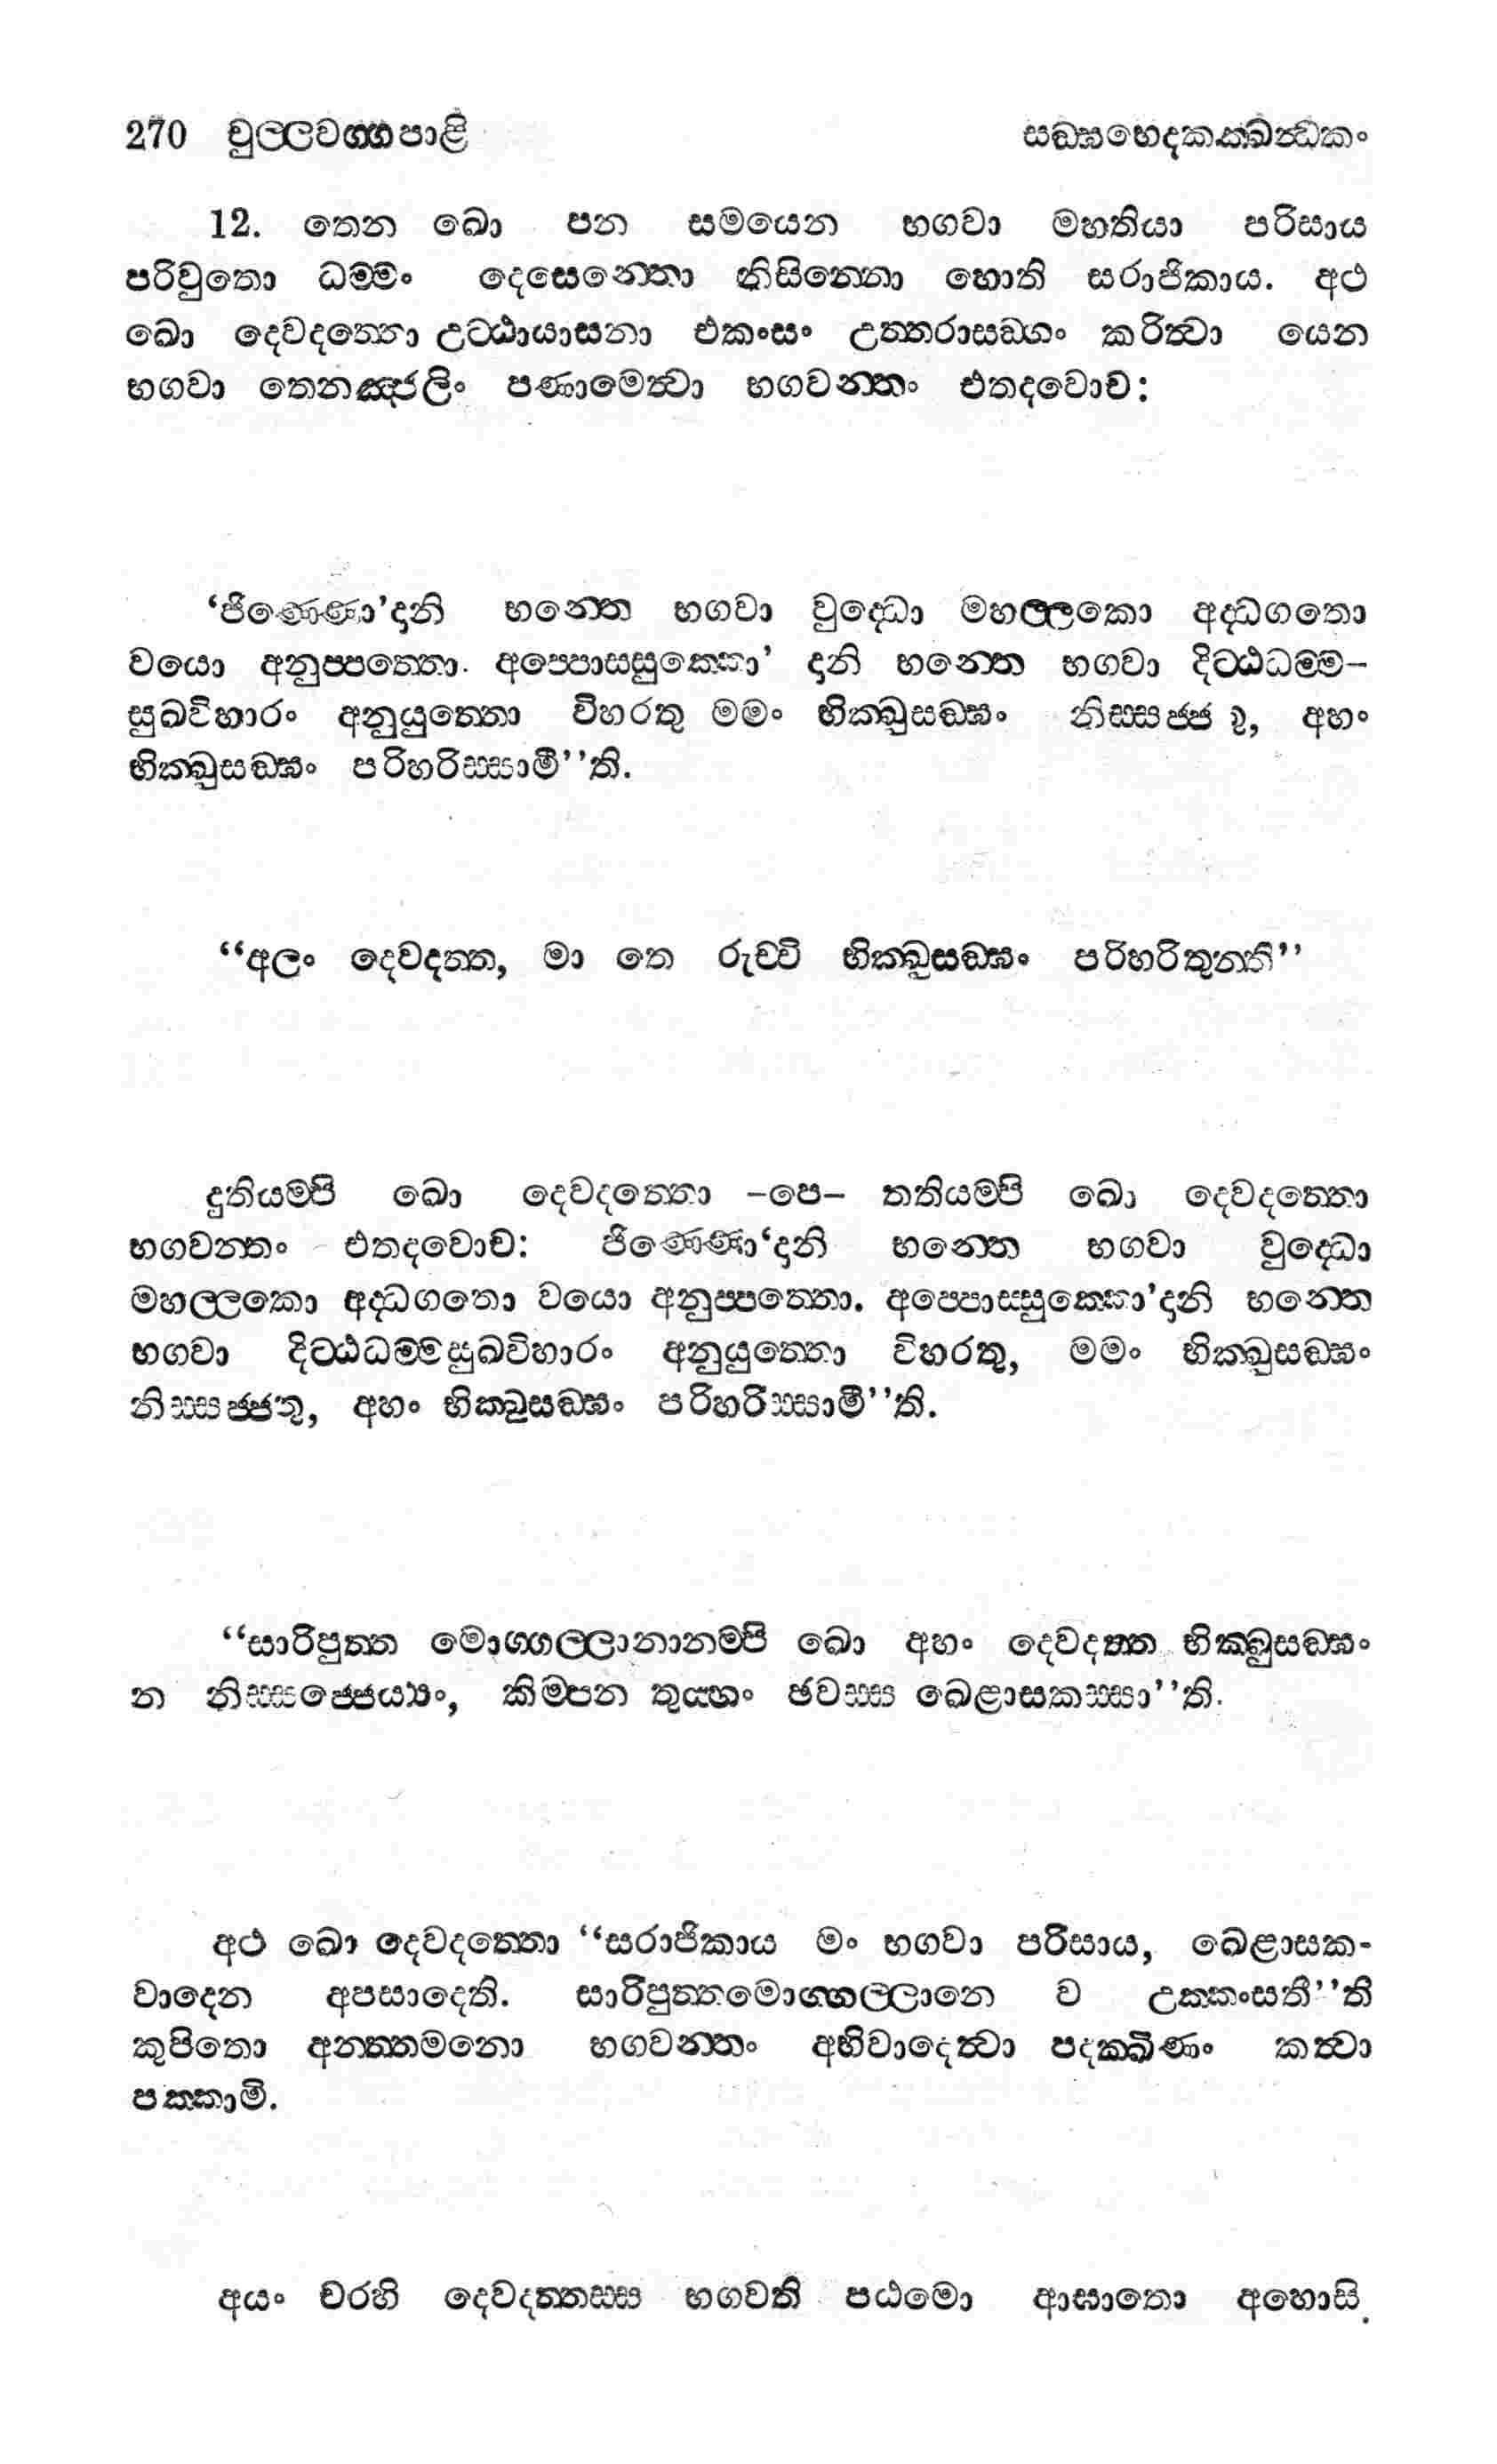 270 චුල්ලවග්ගපාළි සඞ්ඝභෙදකක්ඛන්ධකං
12. තෙන ඛො පන සමයෙන භගවා මහතියා පරිසාය
පරිවුතො ධම්මං දෙසෙන්තො නිසින්නො හොති සරාජිකාය. අථ
ඛො දෙවදත්තො උට්ඨායාසනා එකංසං උත්තරාසඞ්ගං කරිත්වා යෙන
භගවා තෙනඤ්ජලිං පණාමෙත්වා භගවන්තං එතදවොච:
‘ජිණ්ණො’දානි භන්තෙ භගවා වුද්ධො මහල්ලකො අද්ධගතො
වයො අනුප්පත්තො. අප්පොස්සුක්කො’ දානි භන්තෙ භගවා දිට්ඨධම්ම-
සුඛවිහාරං අනුයුත්තො විහරතු මමං භික්ඛුසඞ්ඝං නිස්සජ්ජතු, අහං
භික්ඛුසඞ්ඝං පරිහරිස්සාමී’’ති.
‘‘අලං දෙවදත්ත, මා තෙ රුච්චි භික්ඛුසඞ්ඝං පරිහරිතුන්ති’’
දුතියම්පි ඛො දෙවදත්තො –පෙ– තතියම්පි ඛො දෙවදත්තො
භගවන්තං එතදවොච: ජිණ්ණො‘දානි භන්තෙ භගවා වුද්ධො
මහල්ලකො අද්ධගතො වයො අනුප්පත්තො. අප්පොස්සුක්කො’දානි භන්තෙ
භගවා දිට්ඨධම්මසුඛවිහාරං අනුයුත්තො විහරතු, මමං භික්ඛුසඞ්ඝං
නිස්සජ්ජතු, අහං භික්ඛුසඞ්ඝං පරිහරිස්සාමී’’ති.
‘‘සාරිපුත්ත මොග්ගල්ලානානම්පි ඛො අහං දෙවදත්ත භික්ඛුසඞ්ඝං
න නිස්සජ්ජෙය්‍යං, කිම්පන තුය්හං ඡවස්ස ඛෙළාසකස්සා’’ති.
අථ ඛො දෙවදත්තො ‘‘සරාජිකාය මං භගවා පරිසාය, ඛෙළාසක-
වාදෙන අපසාදෙති. සාරිපුත්තමොග්ගල්ලානෙ ව උක්කංසතී’’ති
කුපිතො අනත්තමනො භගවන්තං අභිවාදෙත්වා පදක්ඛිණං කත්වා
පක්කාමි.
අයං චරහි දෙවදත්තස්ස භගවති පඨමො ආඝාතො අහොසි.